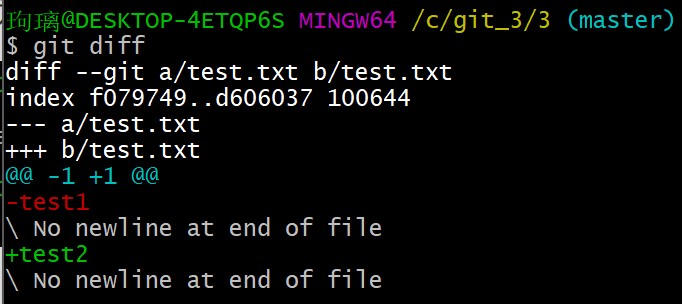 玽璃@DESKTOP-4ETQP6S MINGW64 /c/git_3/3 (master)
$ git diff
diff --git a/test.txt b/test.txt
index f079749..d606037 100644
--- a/test.txt
+++ b/test.txt
@@ -1 +1 @@
-test1
\ No newline at end of file
+test2
\ No newline at end of file